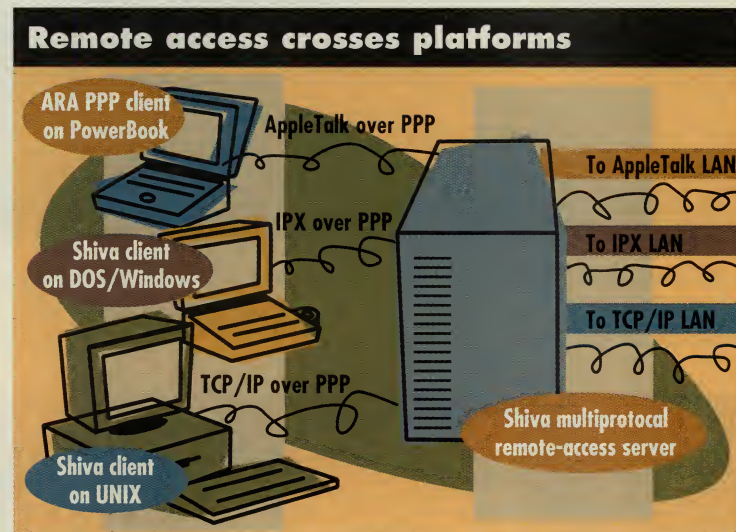 Remote access crosses platforms
ARA PPP client
on PowerBook
AppleTalk over PPP
To AppleTalk LAN
IPX over PPP
To IPX LAN
Shiva client
on DOS/Windows
To TCP/IP LAN
TCP/IP over PPP
Shiva multiprotocal
remote-access server
Shiva client
on UNIX